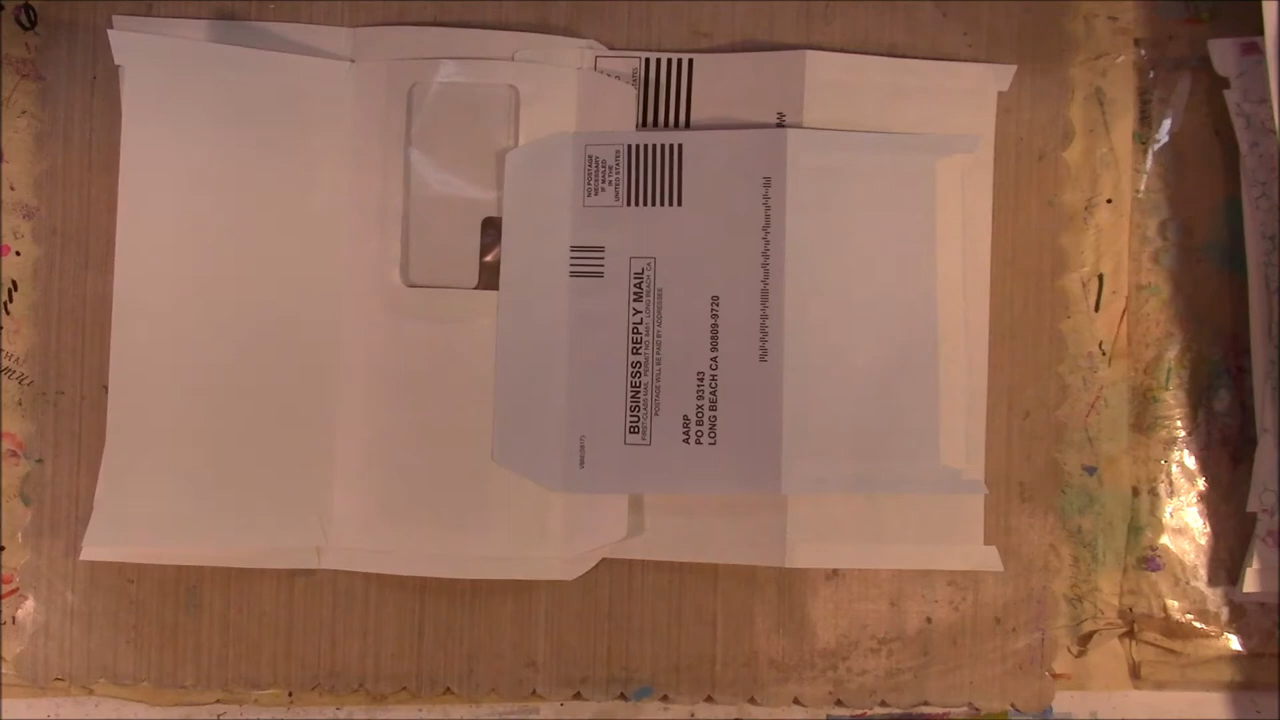 NO POSTAGE
NECESSARY
IF MAILED
IN THE
UNITED STATES
BUSINESS REPLY MAIL
FIRST-CLASS MAIL PERMIT NO. 8451 LONG BEACH CA
POSTAGE WILL BE PAID BY ADDRESSEE
AARP
PO BOX 93143
LONG BEACH CA 90809-9720